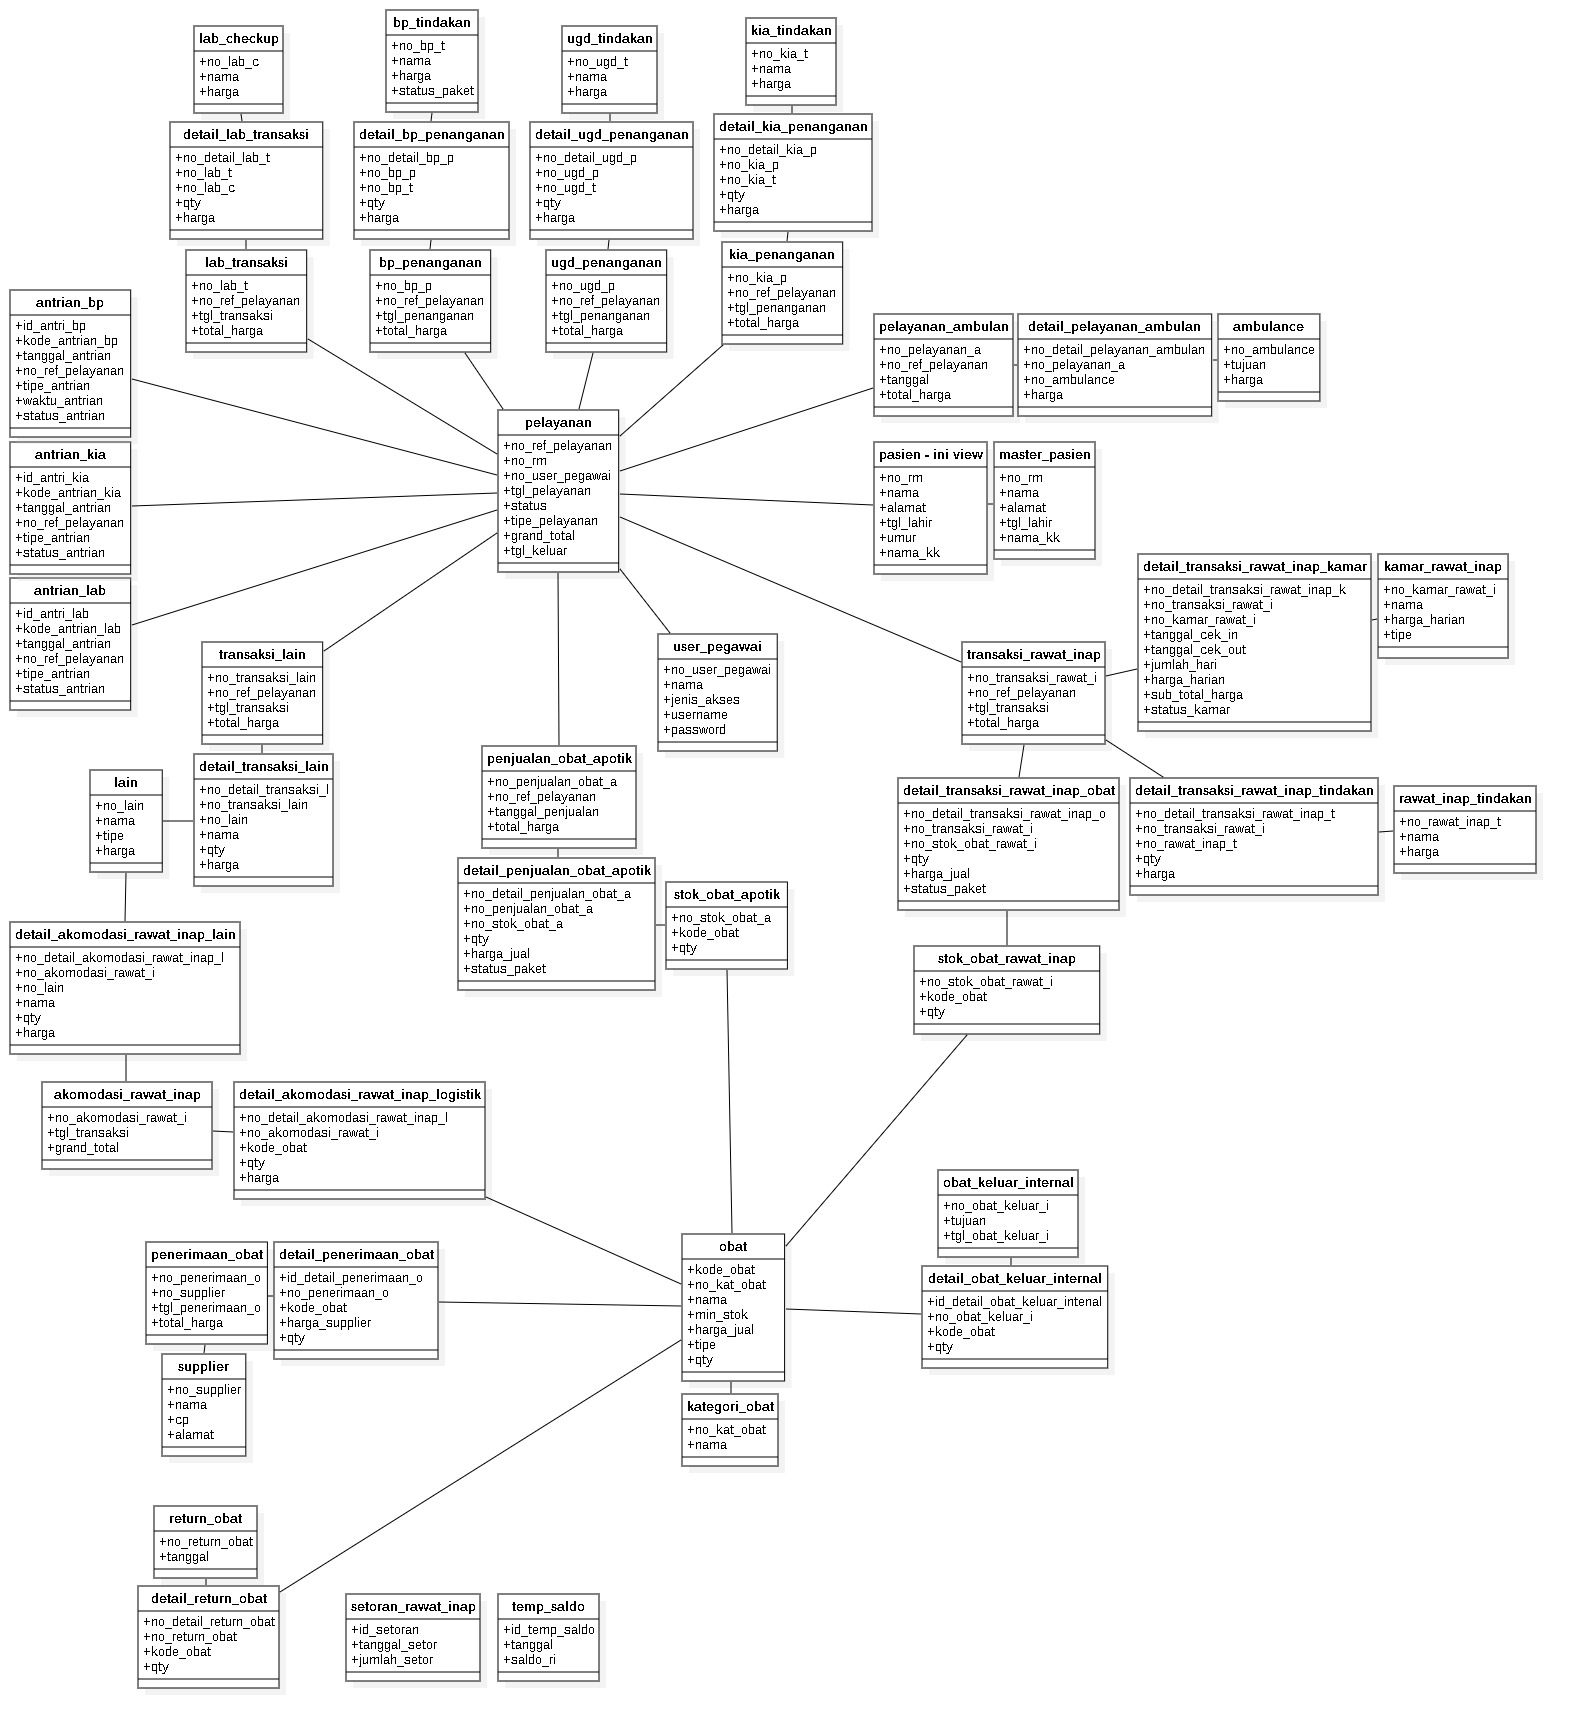 lab_checkup
+no_lab_c
+nama
+harga
bp_tindakan
+no_bp_t
+nama
+harga
+status_paket
ugd_tindakan
+no_ugd_t
+nama
+harga
kia_tindakan
+no_kia_t
+nama
+harga
detail_lab_transaksi
+no_detail_lab_t
+no_lab_t
+no_lab_c
+qty
+harga
detail_bp_penanganan
+no_detail_bp_p
+no_bp_p
+no_bp_t
+qty
+harga
detail_ugd_penanganan
+no_detail_ugd_p
+no_ugd_p
+no_ugd_t
+qty
+harga
detail_kia_penanganan
+no_detail_kia_p
+no_kia_p
+no_kia_t
+qty
+harga
lab_transaksi
+no_lab_t
+no_ref_pelayanan
+tgl_transaksi
+total_harga
bp_penanganan
+no_bp_p
+no_ref_pelayanan
+tgl_penanganan
+total_harga
ugd_penanganan
+no_ugd_p
+no_ref_pelayanan
+tgl_penanganan
+total_harga
kia_penanganan
+no_kia_p
+no_ref_pelayanan
+tgl_penanganan
+total_harga
antrian_bp
+id_antri_bp
+kode_antrian_bp
+tanggal_antrian
+no_ref_pelayanan
+tipe_antrian
+waktu_antrian
+status_antrian
pelayanan_ambulan
+no_pelayanan_a
+no_ref_pelayanan
+tanggal
+total_harga
detail_pelayanan_ambulan
+no_detail_pelayanan_ambulan
+no_pelayanan_a
+no_ambulance
+harga
ambulance
+no_ambulance
+tujuan
+harga
pelayanan
+no_ref_pelayanan
+no_rm
+no_user_pegawai
+tgl_pelayanan
+status
+tipe_pelayanan
+grand_total
+tgl_keluar
antrian_kia
+id_antri_kia
+kode_antrian_kia
+tanggal_antrian
+no_ref_pelayanan
+tipe_antrian
+status_antrian
pasien - ini view
+no_rm
+nama
+alamat
+tgl_lahir
+umur
+nama_kk
master_pasien
+no_rm
+nama
+alamat
+tgl_lahir
+nama_kk
antrian_lab
+id_antri_lab
+kode_antrian_lab
+tanggal_antrian
+no_ref_pelayanan
+tipe_antrian
+status_antrian
detail_transaksi_rawat_inap_kamar
+no_detail_transaksi_rawat_inap_k
+no_transaksi_rawat_i
+no_kamar_rawat_i
+tanggal_cek_in
+tanggal_cek_out
+jumlah_hari
+harga_harian
+sub_total_harga
+status_kamar
kamar_rawat_inap
+no_kamar_rawat_i
+nama
+harga_harian
+tipe
transaksi_lain
+no_transaksi_lain
+no_ref_pelayanan
+tgl_transaksi
+total_harga
user_pegawai
+no_user_pegawai
+nama
+jenis_akses
+username
+password
transaksi_rawat_inap
+no_transaksi_rawat_i
+no_ref_pelayanan
+tgl_transaksi
+total_harga
lain
+no_lain
+nama
+tipe
+harga
detail_transaksi_lain
+no_detail_transaksi_l
+no_transaksi_lain
+no_lain
+nama
+qty
+harga
penjualan_obat_apotik
+no_penjualan_obat_a
+no_ref_pelayanan
+tanggal_penjualan
+total_harga
detail_transaksi_rawat_inap_obat
+no_detail_transaksi_rawat_inap_o
+no_transaksi_rawat_i
+no_stok_obat_rawat_i
+qty
+harga_jual
+status_paket
detail_transaksi_rawat_inap_tindakan
+no_detail_transaksi_rawat_inap_t
+no_transaksi_rawat_i
+no_rawat_inap_t
+qty
+harga
rawat_inap_tindakan
+no_rawat_inap_t
+nama
+harga
detail_penjualan_obat_apotik
+no_detail_penjualan_obat_a
+no_penjualan_obat_a
+no_stok_obat_a
+qty
+harga_jual
+status_paket
stok_obat_apotik
+no_stok_obat_a
+kode_obat
+qty
detail_akomodasi_rawat_inap_lain
+no_detail_akomodasi_rawat_inap_l
+no_akomodasi_rawat_i
+no_lain
+nama
+qty
+harga
stok_obat_rawat_inap
+no_stok_obat_rawat_i
+kode_obat
+qty
akomodasi_rawat_inap
+no_akomodasi_rawat_i
+tgl_transaksi
+grand_total
detail_akomodasi_rawat_inap_logistik
+no_detail_akomodasi_rawat_inap_l
+no_akomodasi_rawat_i
+kode_obat
+qty
+harga
obat_keluar_internal
+no_obat_keluar_i
+tujuan
+tgl_obat_keluar_i
penerimaan_obat
+no_penerimaan_o
+no_supplier
+tgl_penerimaan_o
+total_harga
detail_penerimaan_obat
+id_detail_penerimaan_o
+no_penerimaan_o
+kode_obat
+harga_supplier
+qty
obat
+kode_obat
+no_kat_obat
+nama
+min_stok
+harga_jual
+tipe
+qty
detail_obat_keluar_internal
+id_detail_obat_keluar_intenal
+no_obat_keluar_i
+kode_obat
+qty
supplier
+no_supplier
+nama
+cp
+alamat
kategori_obat
+no_kat_obat
+nama
return_obat
+no_return_obat
+tanggal
detail_return_obat
+no_detail_return_obat
+no_return_obat
+kode_obat
+qty
setoran_rawat_inap
+id_setoran
+tanggal_setor
+jumlah_setor
temp_saldo
+id_temp_saldo
+tanggal
+saldo_ri